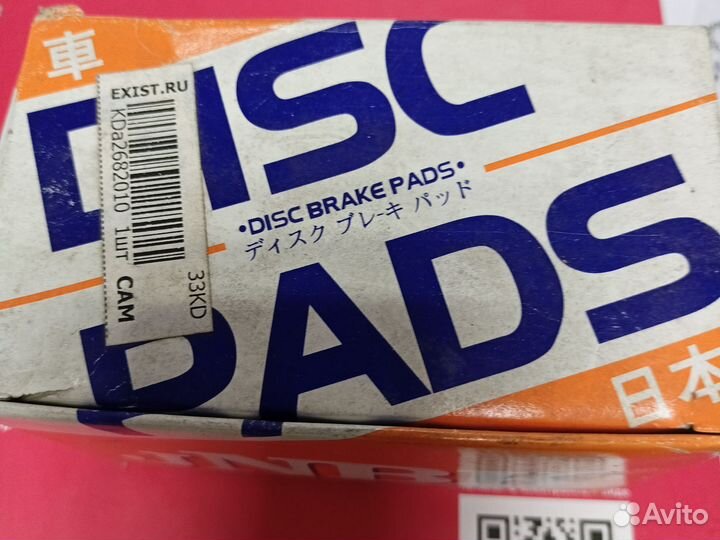 車
DISC
EXIST.RU
KDa2682010 1шт CAM
33KD
•DISC BRAKE PADS•
ディスク ブレーキ パッド
PADS
日本
Avito